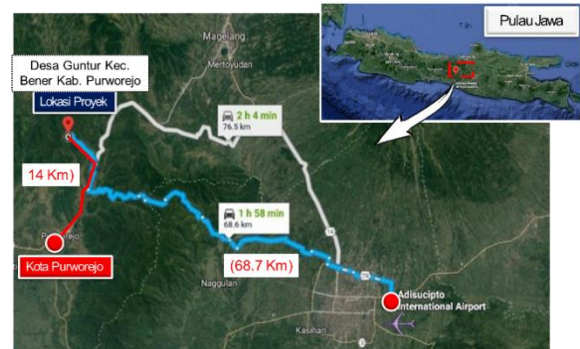 Pulau Jawa
Magelang
Mertoyudan
Desa Guntur Kec.
Bener Kab. Purworejo
Lokasi Proyek
2 h 4 min
76.5 km
14 Km)
1 h 58 min
68.6 km
(68.7 Km)
Kota Purworejo
Nanggulan
Adisucipto
International Airport
Kasihan